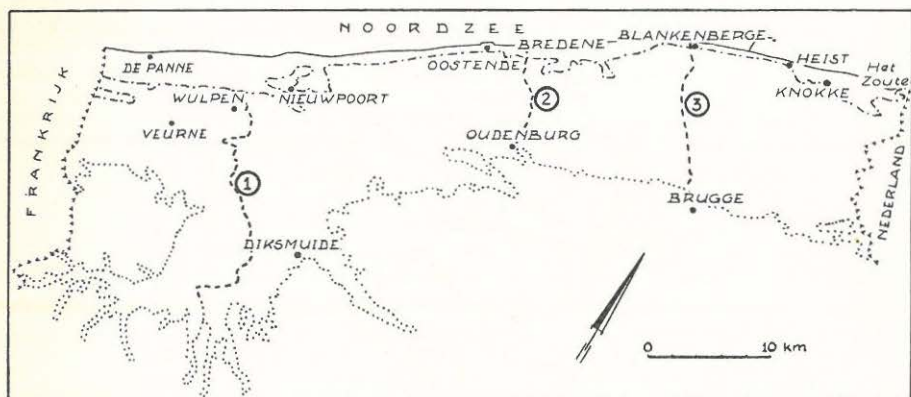 NOORDZEE
BLANKENBERGE
BREDENE
DE PANNE
OOSTENDE
HEIST
Het
Zoute
KNOKKE
WULPEN
NIEUWPOORT
2
3
VEURNE
OUDENBURG
FRANKRIJK
1
BRUGGE
NEDERLAND
DIKSMUIDE
0 10 km